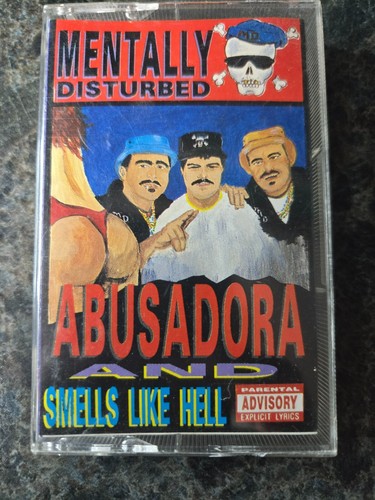 MENTALLY
DISTURBED
ABUSADORA
AND
SMELLS LIKE HELL
PARENTAL
ADVISORY
EXPLICIT LYRICS